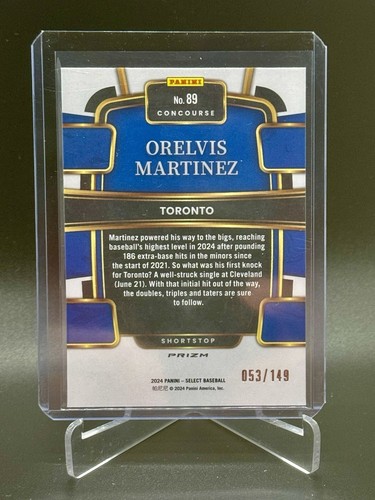 PANINI
No. 89
CONCOURSE
ORELVIS
MARTINEZ
TORONTO
Martinez powered his way to the bigs, reaching
baseball's highest level in 2024 after pounding
186 extra-base hits in the minors since
the start of 2021. So what was his first knock
for Toronto? A well-struck single at Cleveland
(June 21). With that initial hit out of the way,
the doubles, triples and taters are sure
to follow.
SHORTSTOP
PRIZM
053/149
2024 PANINI – SELECT BASEBALL
© 2024 Panini America, Inc.